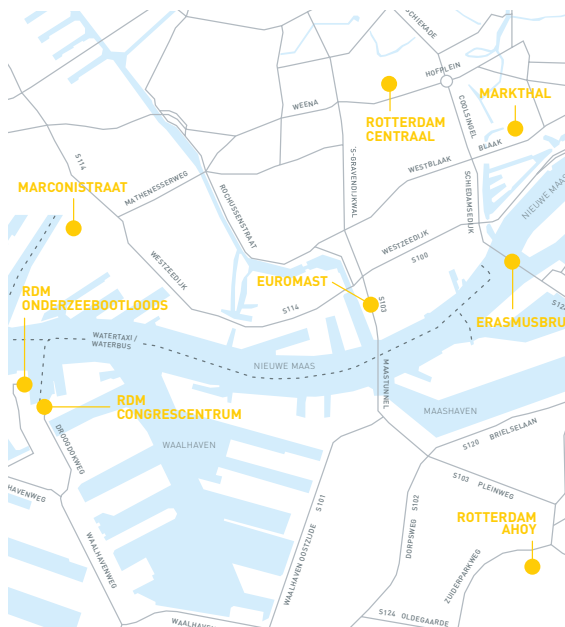 SCHIEKADE
HOFPLEIN
MARKTHAL
WEENA
COOLSINGEL
ROTTERDAM
CENTRAAL
BLAAK
'S-GRAVENDIJKWAL
WESTBLAAK
S114
MARCONISTRAAT
MATHENESSERWEG
ROCHUSSENSTRAAT
SCHIEDAMSEDIJK
NIEUWE MAAS
WESTZEEDIJK
S100
WESTZEEDIJK
EUROMAST
S103
S114
RDM
ONDERZEEBOOTLOODS
ERASMUSBRU
WATERTAXI /
WATERBUS
NIEUWE MAAS
MAASTUNNEL
RDM
CONGRESCENTRUM
MAASHAVEN
DROOGDOKWEG
WAALHAVEN
S120 BRIELSELAAN
S103 PLEINWEG
HAVENWEG
S101
WAALHAVEN OOSTZIJDE
S102
DORPSWEG
ROTTERDAM
AHOY
WAALHAVENWEG
ZUIDERPARKWEG
S124 OLDEGAARDE